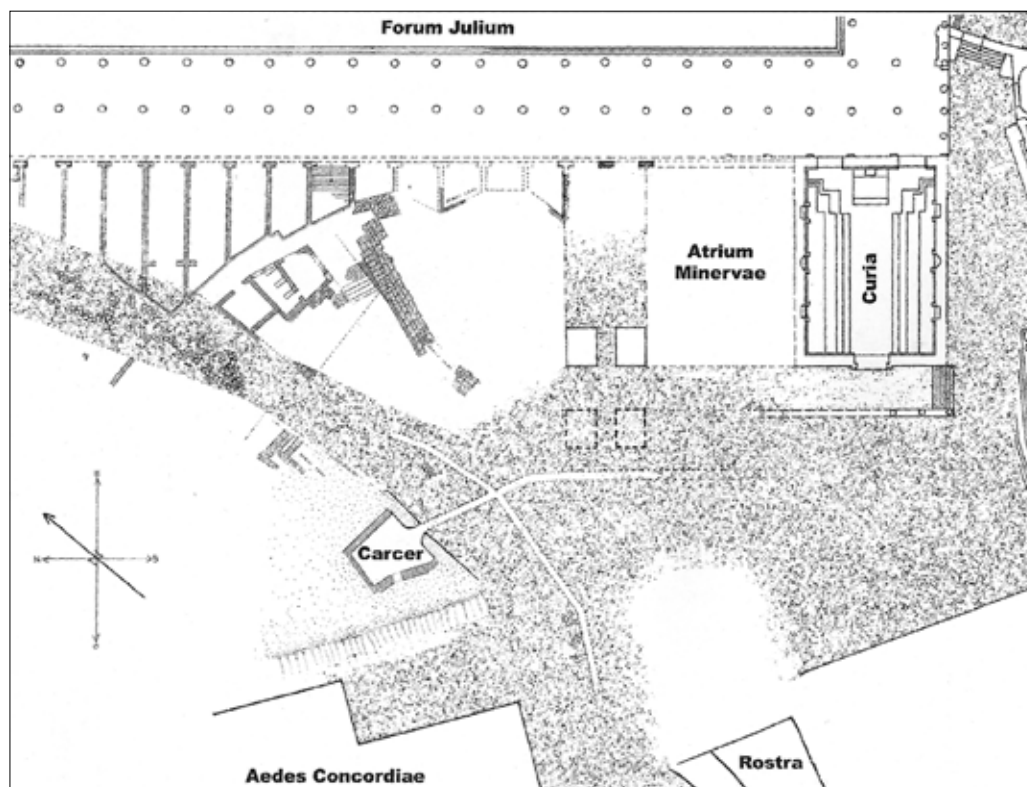 Forum Julium
Atrium
Minervae
Curia
Carcer
N
S
Rostra
Aedes Concordiae